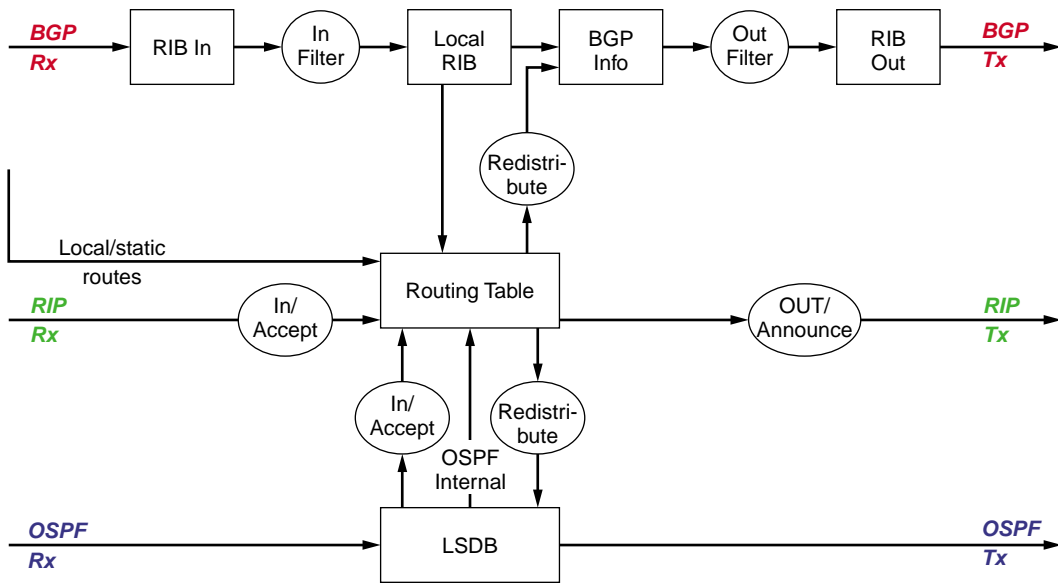 BGP
Rx
RIB In
In
Filter
Local
RIB
BGP
Info
Out
Filter
RIB
Out
BGP
Tx
Redistri-
bute
Local/static
routes
Routing Table
RIP
Rx
In/
Accept
OUT/
Announce
RIP
Tx
In/
Accept
Redistri-
bute
OSPF
Internal
OSPF
Rx
LSDB
OSPF
Tx